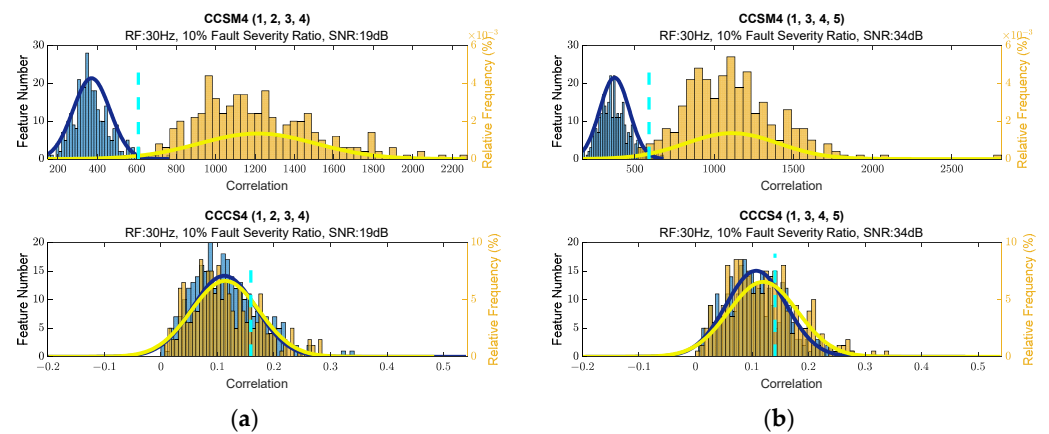 CCSM4 (1, 2, 3, 4)
RF:30Hz, 10% Fault Severity Ratio, SNR:19dB
×10⁻³
30
20
10
0
Feature Number
6
4
2
0
Relative Frequency (%)
200 400 600 800 1000 1200 1400 1600 1800 2000 2200
Correlation
CCSM4 (1, 3, 4, 5)
RF:30Hz, 10% Fault Severity Ratio, SNR:34dB
×10⁻³
30
20
10
0
Feature Number
6
4
2
0
Relative Frequency (%)
500 1000 1500 2000 2500
Correlation
CCCS4 (1, 2, 3, 4)
RF:30Hz, 10% Fault Severity Ratio, SNR:19dB
20
15
10
5
0
Feature Number
10
5
0
Relative Frequency (%)
−0.2 −0.1 0 0.1 0.2 0.3 0.4 0.5
Correlation
CCCS4 (1, 3, 4, 5)
RF:30Hz, 10% Fault Severity Ratio, SNR:34dB
20
15
10
5
0
Feature Number
10
5
0
Relative Frequency (%)
−0.2 −0.1 0 0.1 0.2 0.3 0.4 0.5
Correlation
(a)
(b)